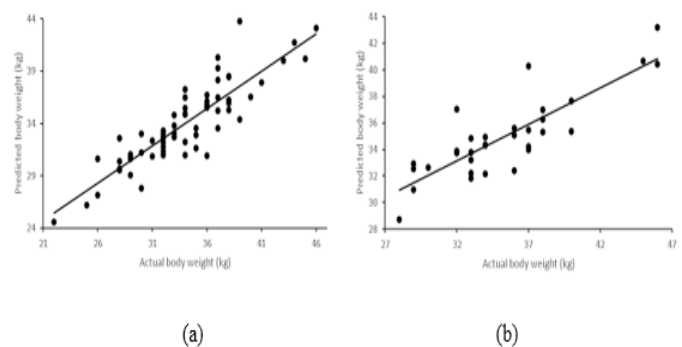 44
39
34
29
24
Predicted body weight (kg)
21 26 31 36 41 46
Actual body weight (kg)
(a)
44
42
40
38
36
34
32
30
28
Predicted body weight (kg)
27 32 37 42 47
Actual body weight (kg)
(b)